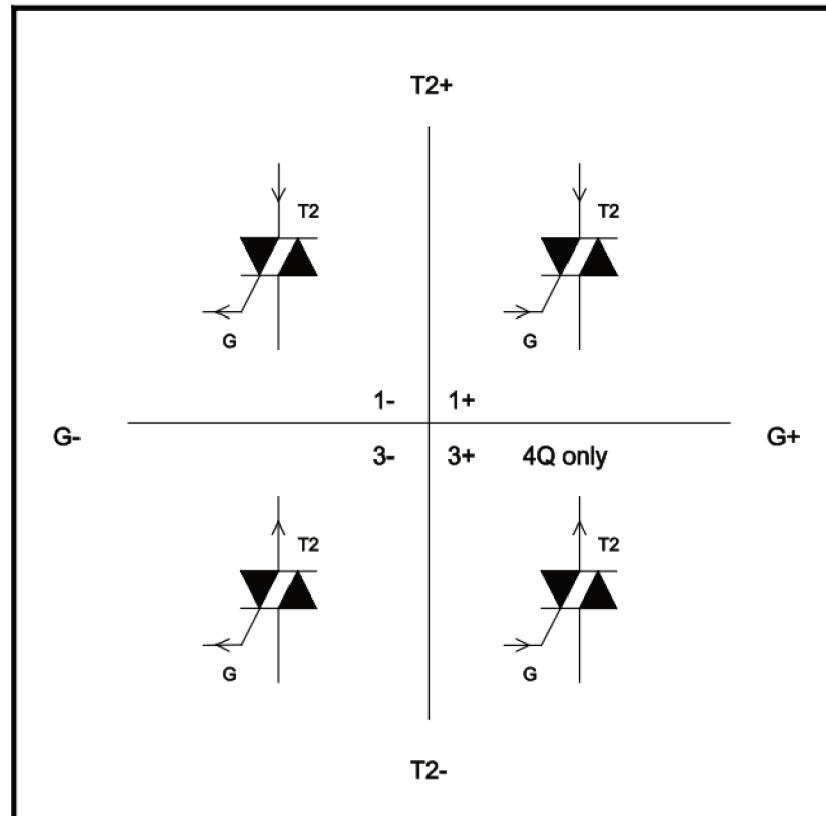 T2+
T2 T2
G G
1- 1+
G- G+
3- 3+ 4Q only
T2 T2
G G
T2-